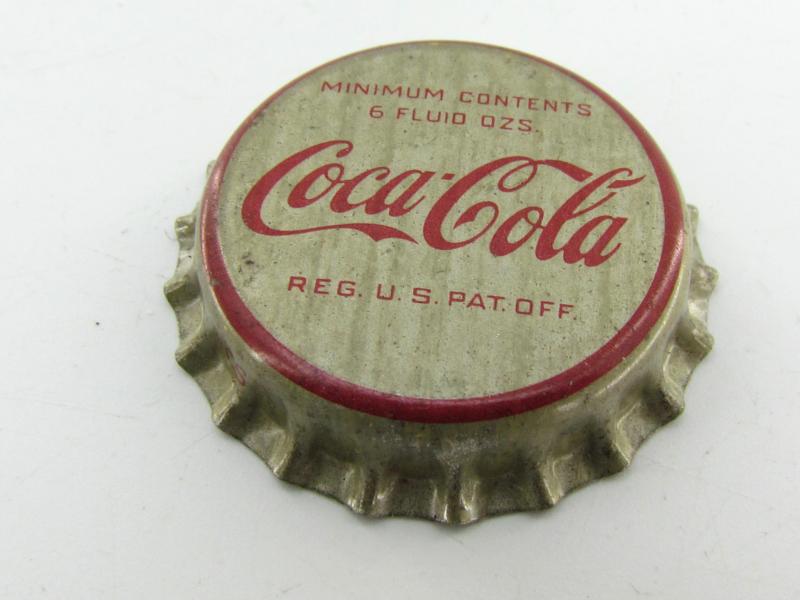 MINIMUM CONTENTS
6 FLUID OZS.
Coca-Cola
REG. U.S. PAT. OFF.